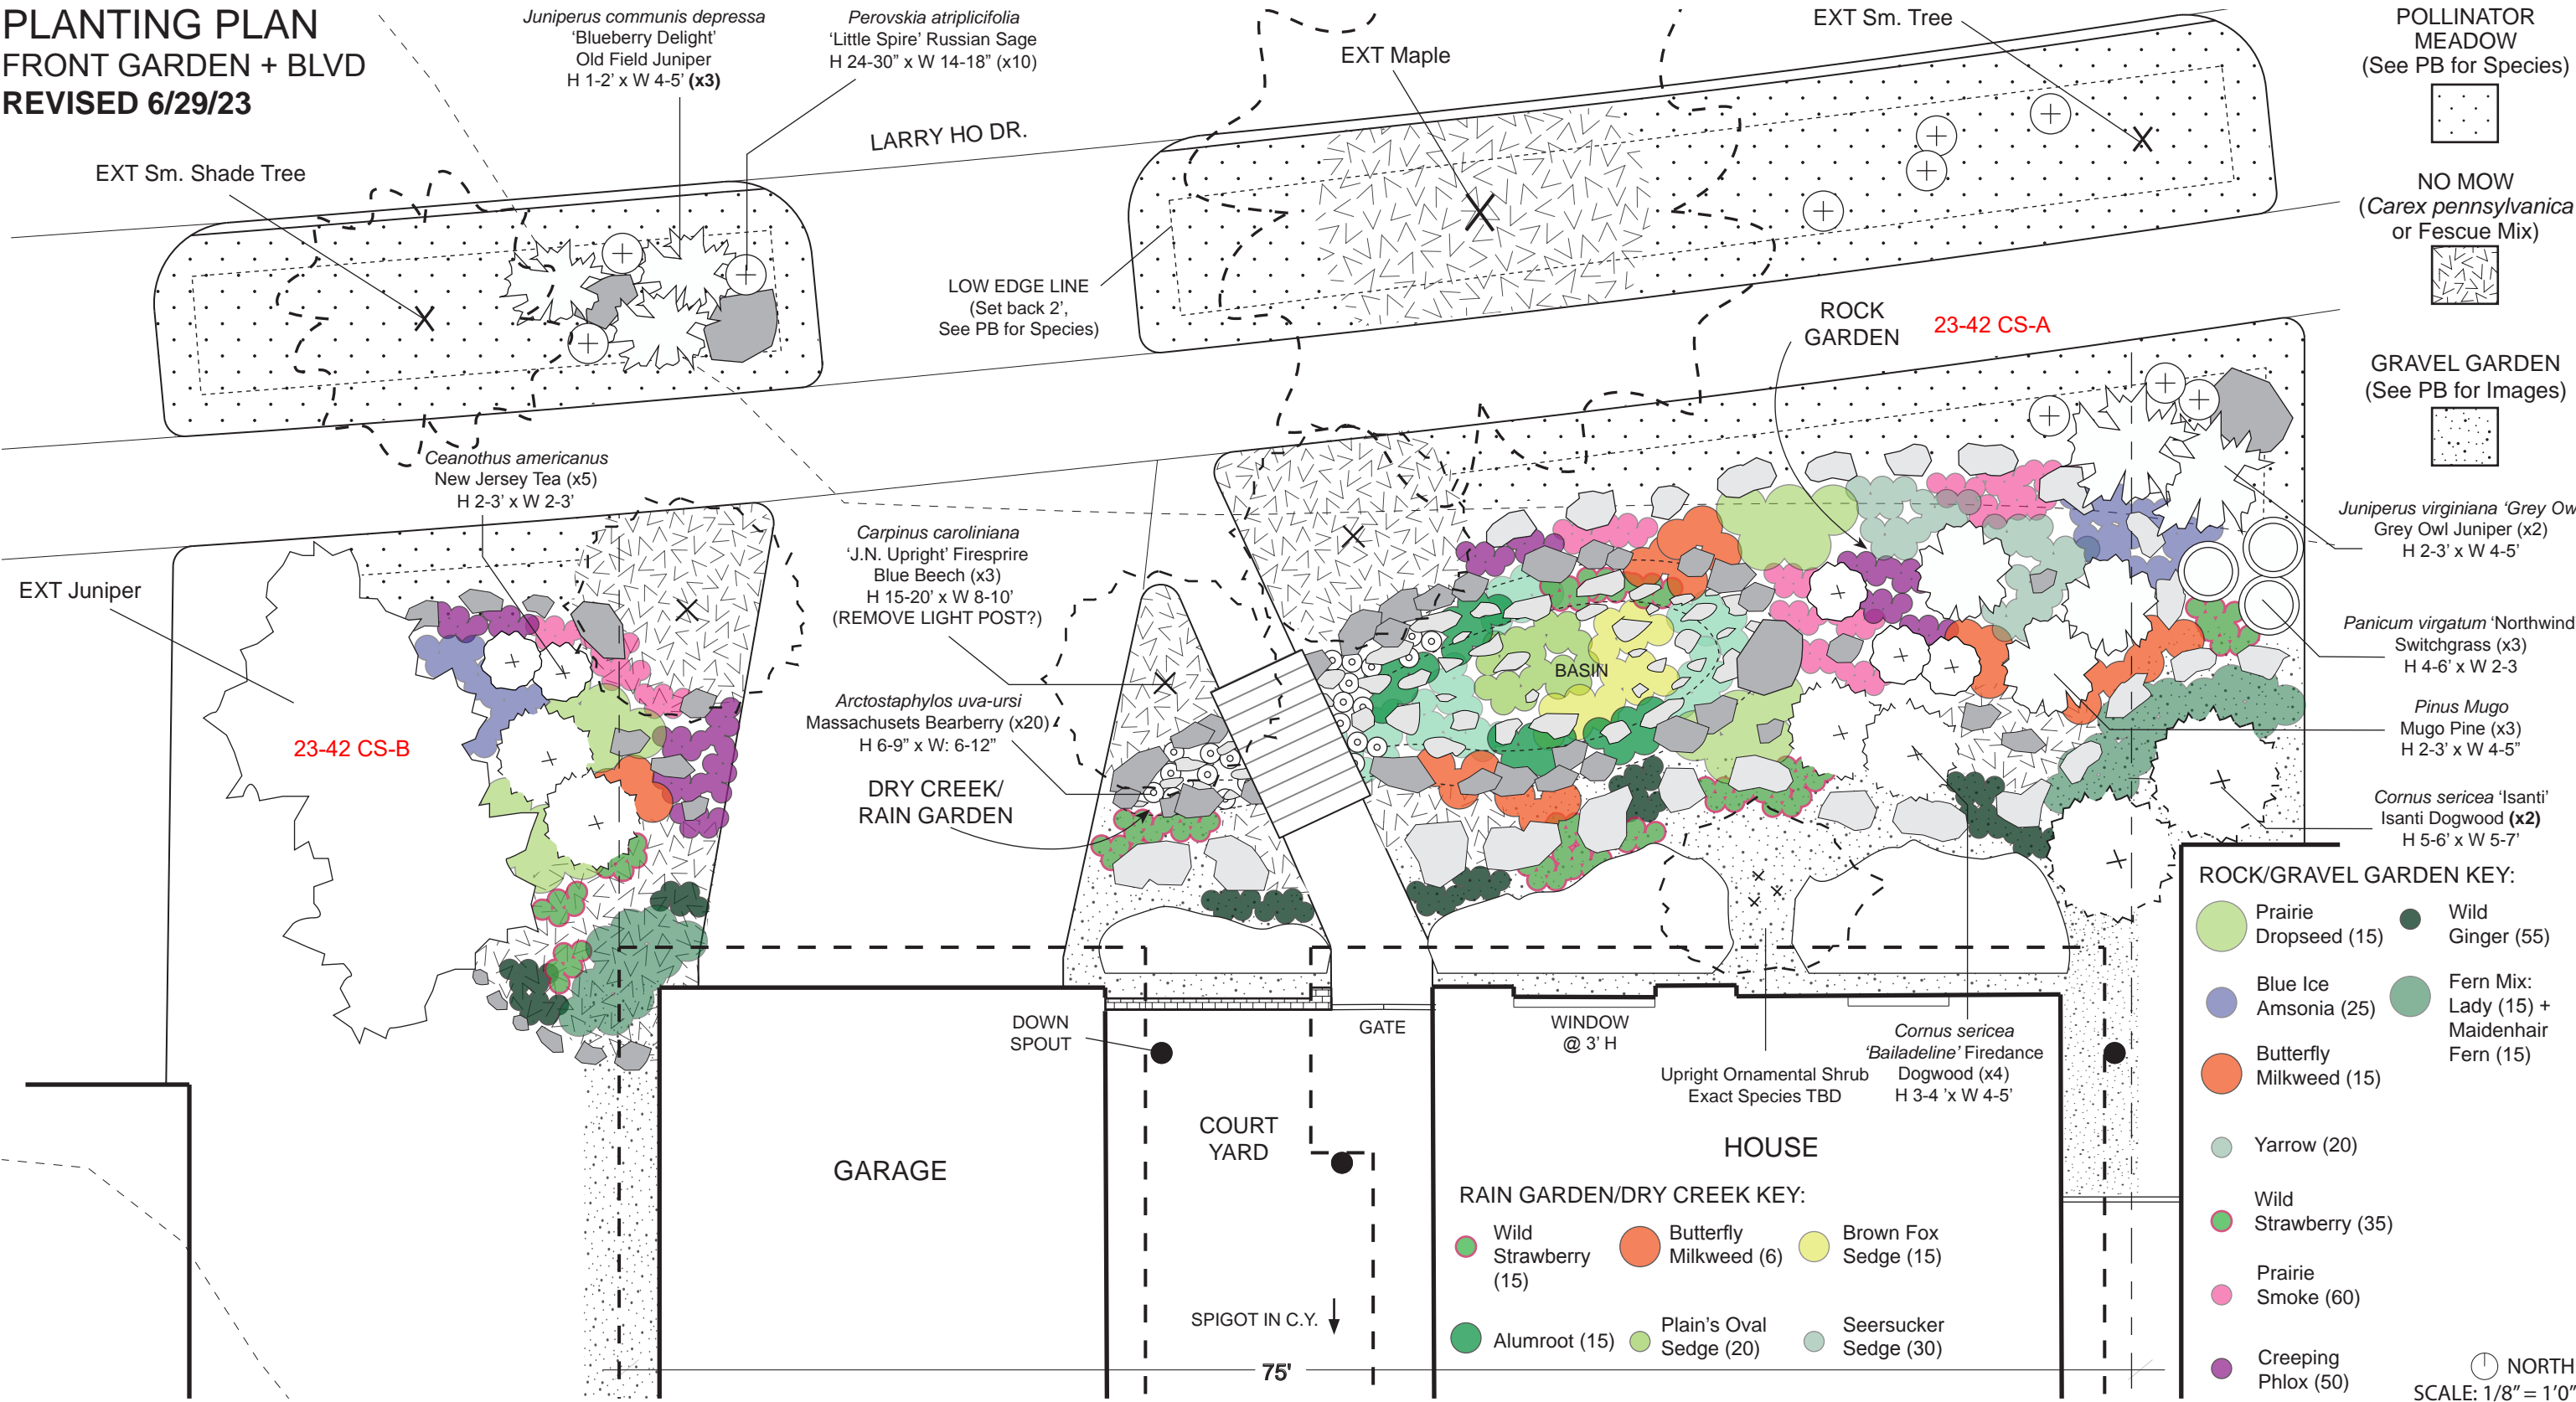 PLANTING PLAN
FRONT GARDEN + BLVD
REVISED 6/29/23
Juniperus communis depressa
‘Blueberry Delight’
Old Field Juniper
H 1-2’ x W 4-5’ (x3)
Perovskia atriplicifolia
‘Little Spire’ Russian Sage
H 24-30” x W 14-18” (x10)
EXT Maple
EXT Sm. Tree
POLLINATOR
MEADOW
(See PB for Species)
LARRY HO DR.
EXT Sm. Shade Tree
NO MOW
(Carex pennsylvanica
or Fescue Mix)
LOW EDGE LINE
(Set back 2’,
See PB for Species)
ROCK
GARDEN
23-42 CS-A
GRAVEL GARDEN
(See PB for Images)
Ceanothus americanus
New Jersey Tea (x5)
H 2-3’ x W 2-3’
Carpinus caroliniana
‘J.N. Upright’ Firesprire
Blue Beech (x3)
H 15-20’ x W 8-10’
(REMOVE LIGHT POST?)
Juniperus virginiana ‘Grey Ow
Grey Owl Juniper (x2)
H 2-3’ x W 4-5’
EXT Juniper
Panicum virgatum ‘Northwind
Switchgrass (x3)
H 4-6’ x W 2-3
BASIN
Arctostaphylos uva-ursi
Massachusets Bearberry (x20)
H 6-9” x W: 6-12”
Pinus Mugo
Mugo Pine (x3)
H 2-3’ x W 4-5”
23-42 CS-B
DRY CREEK/
RAIN GARDEN
Cornus sericea ‘Isanti’
Isanti Dogwood (x2)
H 5-6’ x W 5-7’
ROCK/GRAVEL GARDEN KEY:
Prairie
Dropseed (15)
Wild
Ginger (55)
Blue Ice
Amsonia (25)
Fern Mix:
Lady (15) +
Maidenhair
Fern (15)
Butterfly
Milkweed (15)
Yarrow (20)
Wild
Strawberry (35)
Prairie
Smoke (60)
Creeping
Phlox (50)
DOWN
SPOUT
GATE
WINDOW
@ 3’ H
Upright Ornamental Shrub
Exact Species TBD
Cornus sericea
‘Bailadeline’ Firedance
Dogwood (x4)
H 3-4 ’x W 4-5’
COURT
YARD
GARAGE
HOUSE
RAIN GARDEN/DRY CREEK KEY:
Wild
Strawberry
(15)
Butterfly
Milkweed (6)
Brown Fox
Sedge (15)
Alumroot (15)
Plain’s Oval
Sedge (20)
Seersucker
Sedge (30)
SPIGOT IN C.Y.
75'
NORTH
SCALE: 1/8” = 1’0”